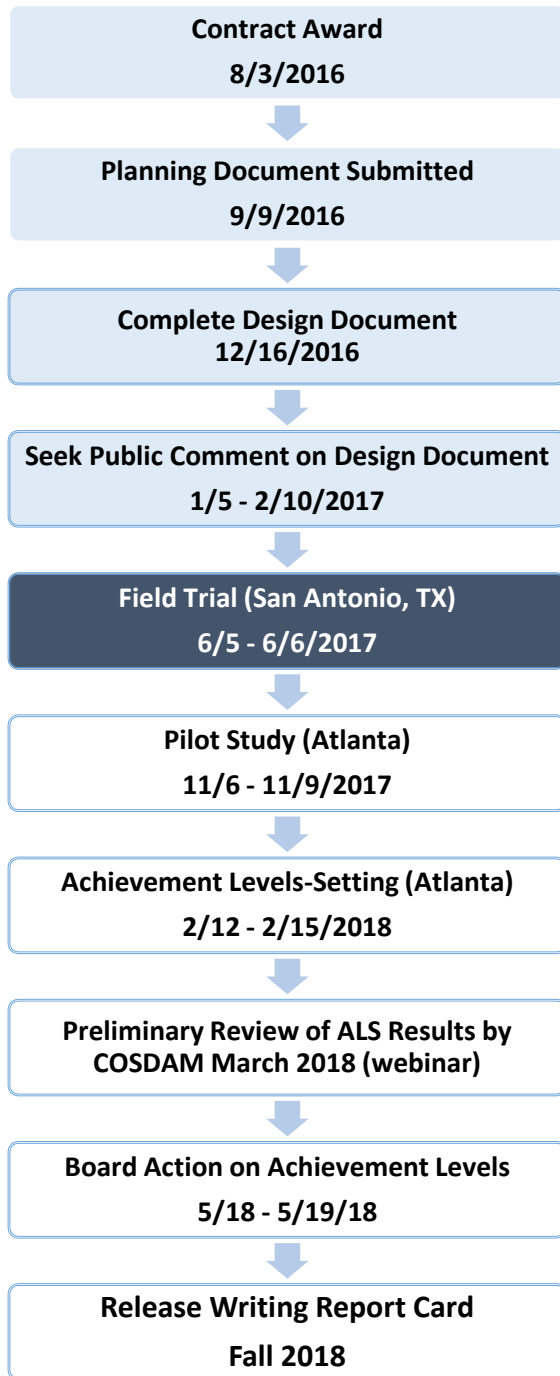 Contract Award
8/3/2016
Planning Document Submitted
9/9/2016
Complete Design Document
12/16/2016
Seek Public Comment on Design Document
1/5 - 2/10/2017
Field Trial (San Antonio, TX)
6/5 - 6/6/2017
Pilot Study (Atlanta)
11/6 - 11/9/2017
Achievement Levels-Setting (Atlanta)
2/12 - 2/15/2018
Preliminary Review of ALS Results by
COSDAM March 2018 (webinar)
Board Action on Achievement Levels
5/18 - 5/19/18
Release Writing Report Card
Fall 2018